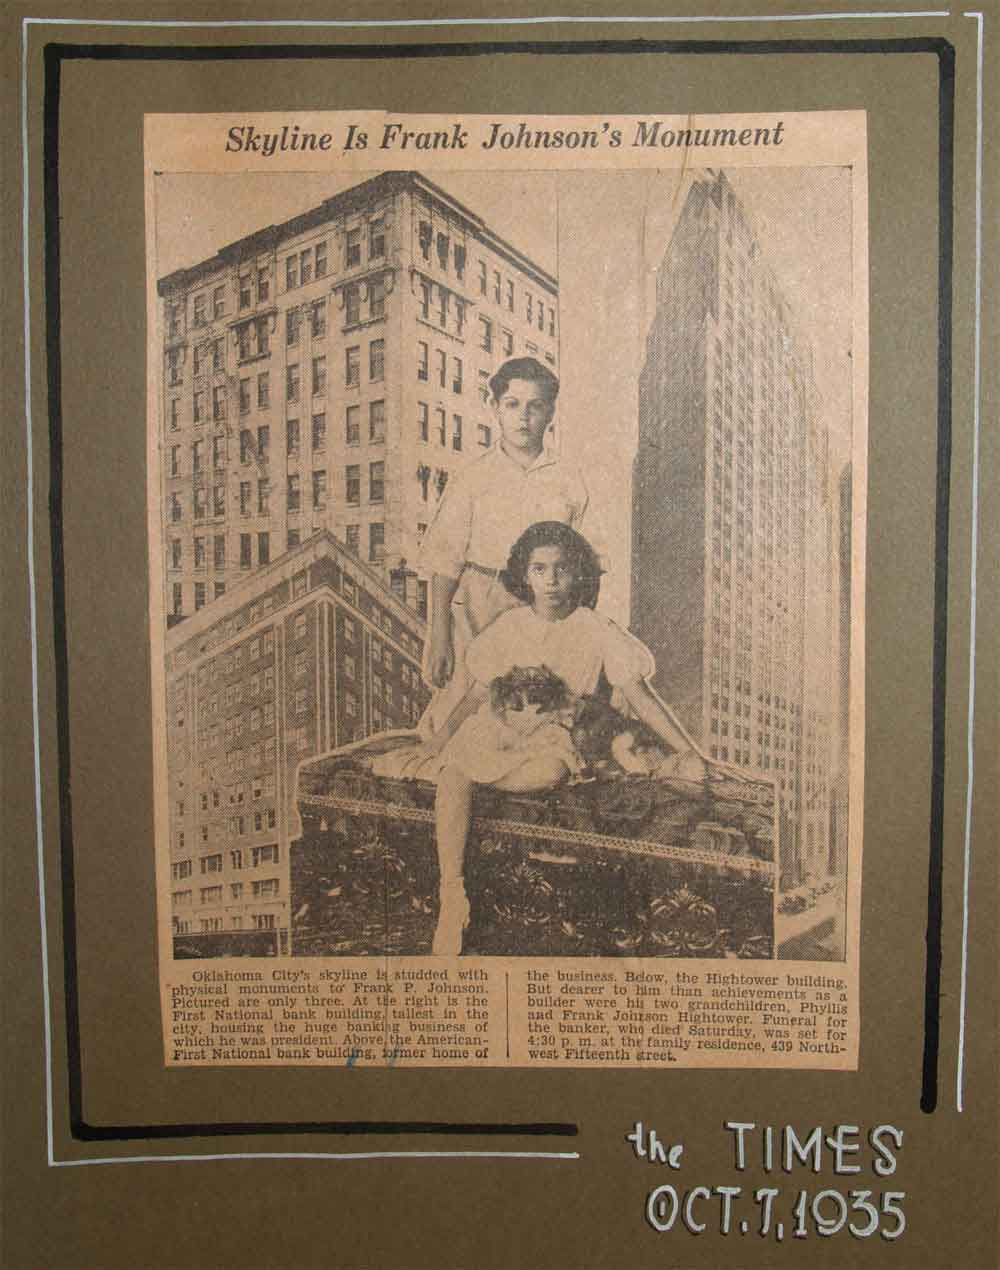 Skyline Is Frank Johnson's Monument
Oklahoma City's skyline is studded with
physical monuments to Frank P. Johnson.
Pictured are only three. At the right is the
First National bank building, tallest in the
city, housing the huge banking business of
which he was president. Above, the American-
First National bank building, former home of
the business. Below, the Hightower building.
But dearer to him than achievements as a
builder were his two grandchildren, Phyllis
and Frank Johnson Hightower. Funeral for
the banker, who died Saturday, was set for
4:30 p. m. at the family residence, 439 North-
west Fifteenth street.
the TIMES
OCT. 7, 1935